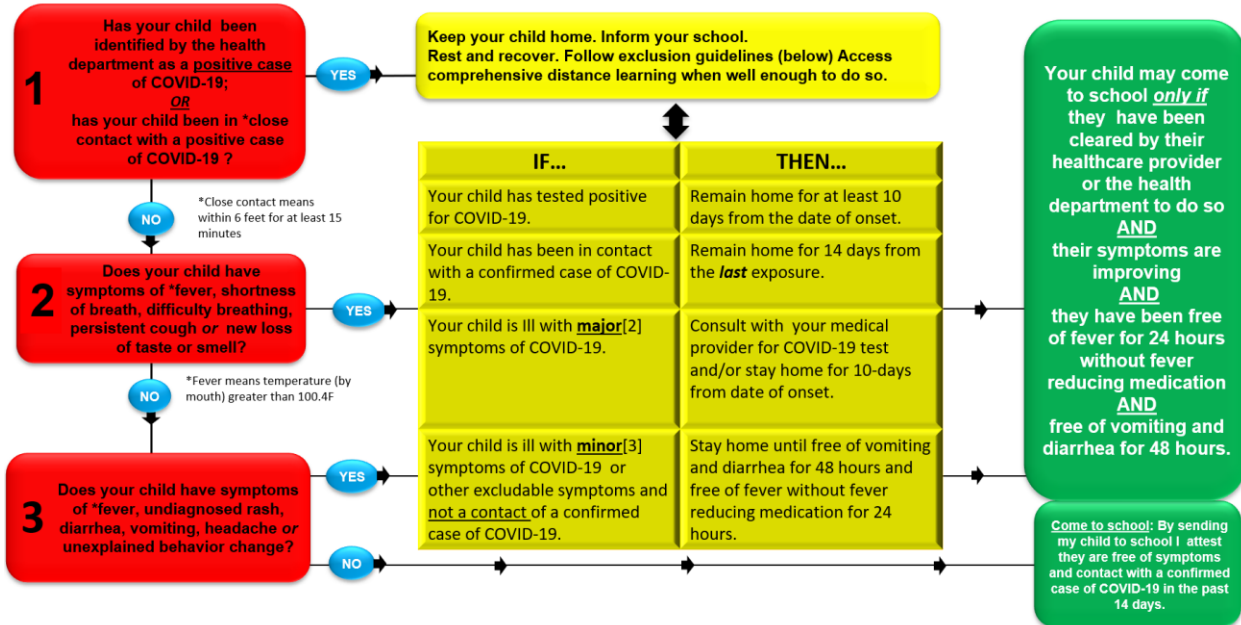 1
Has your child been
identified by the health
department as a positive case
of COVID-19;
OR
has your child been in *close
contact with a positive case
of COVID-19 ?
YES
Keep your child home. Inform your school.
Rest and recover. Follow exclusion guidelines (below) Access
comprehensive distance learning when well enough to do so.
NO
*Close contact means
within 6 feet for at least 15
minutes
2
Does your child have
symptoms of *fever, shortness
of breath, difficulty breathing,
persistent cough or new loss
of taste or smell?
YES
NO
*Fever means temperature (by
mouth) greater than 100.4F
3
Does your child have symptoms
of *fever, undiagnosed rash,
diarrhea, vomiting, headache or
unexplained behavior change?
YES
NO
IF...
THEN...
Your child has tested positive
for COVID-19.
Remain home for at least 10
days from the date of onset.
Your child has been in contact
with a confirmed case of COVID-
19.
Remain home for 14 days from
the last exposure.
Your child is Ill with major[2]
symptoms of COVID-19.
Consult with your medical
provider for COVID-19 test
and/or stay home for 10-days
from date of onset.
Your child is ill with minor[3]
symptoms of COVID-19 or
other excludable symptoms and
not a contact of a confirmed
case of COVID-19.
Stay home until free of vomiting
and diarrhea for 48 hours and
free of fever without fever
reducing medication for 24
hours.
Your child may come
to school only if
they have been
cleared by their
healthcare provider
or the health
department to do so
AND
their symptoms are
improving
AND
they have been free
of fever for 24 hours
without fever
reducing medication
AND
free of vomiting and
diarrhea for 48 hours.
Come to school: By sending
my child to school I attest
they are free of symptoms
and contact with a confirmed
case of COVID-19 in the past
14 days.